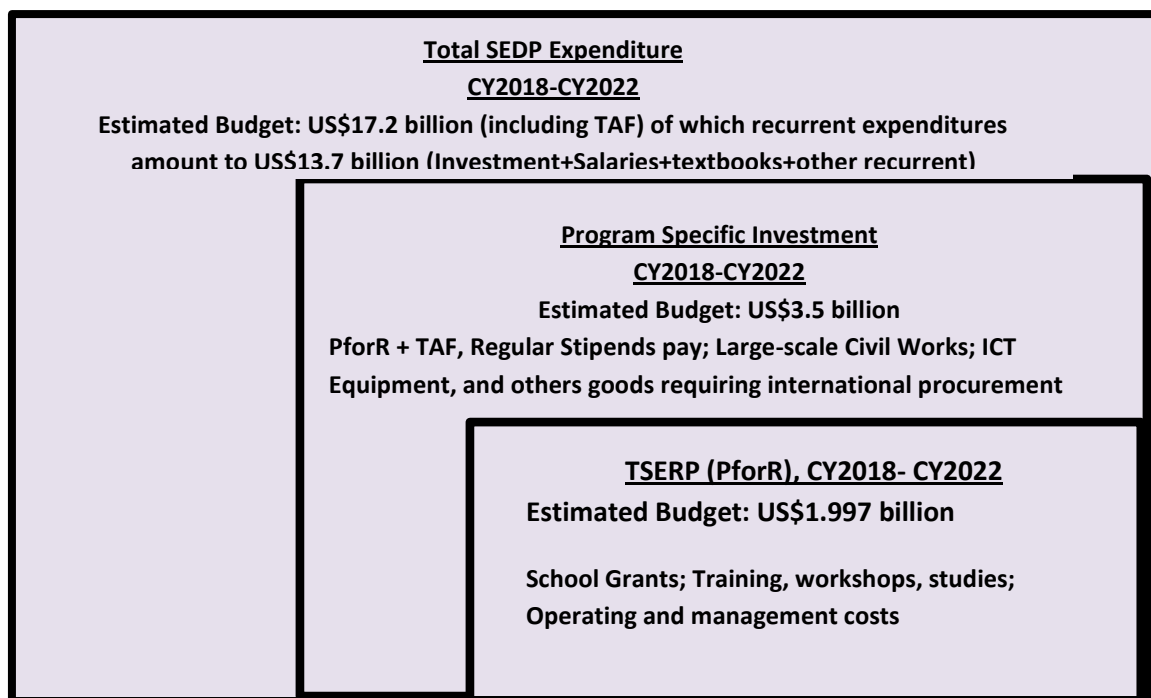 Total SEDP Expenditure
CY2018-CY2022
Estimated Budget: US$17.2 billion (including TAF) of which recurrent expenditures
amount to US$13.7 billion (Investment+Salaries+textbooks+other recurrent)
Program Specific Investment
CY2018-CY2022
Estimated Budget: US$3.5 billion
PforR + TAF, Regular Stipends pay; Large-scale Civil Works; ICT
Equipment, and others goods requiring international procurement
TSERP (PforR), CY2018- CY2022
Estimated Budget: US$1.997 billion
School Grants; Training, workshops, studies;
Operating and management costs